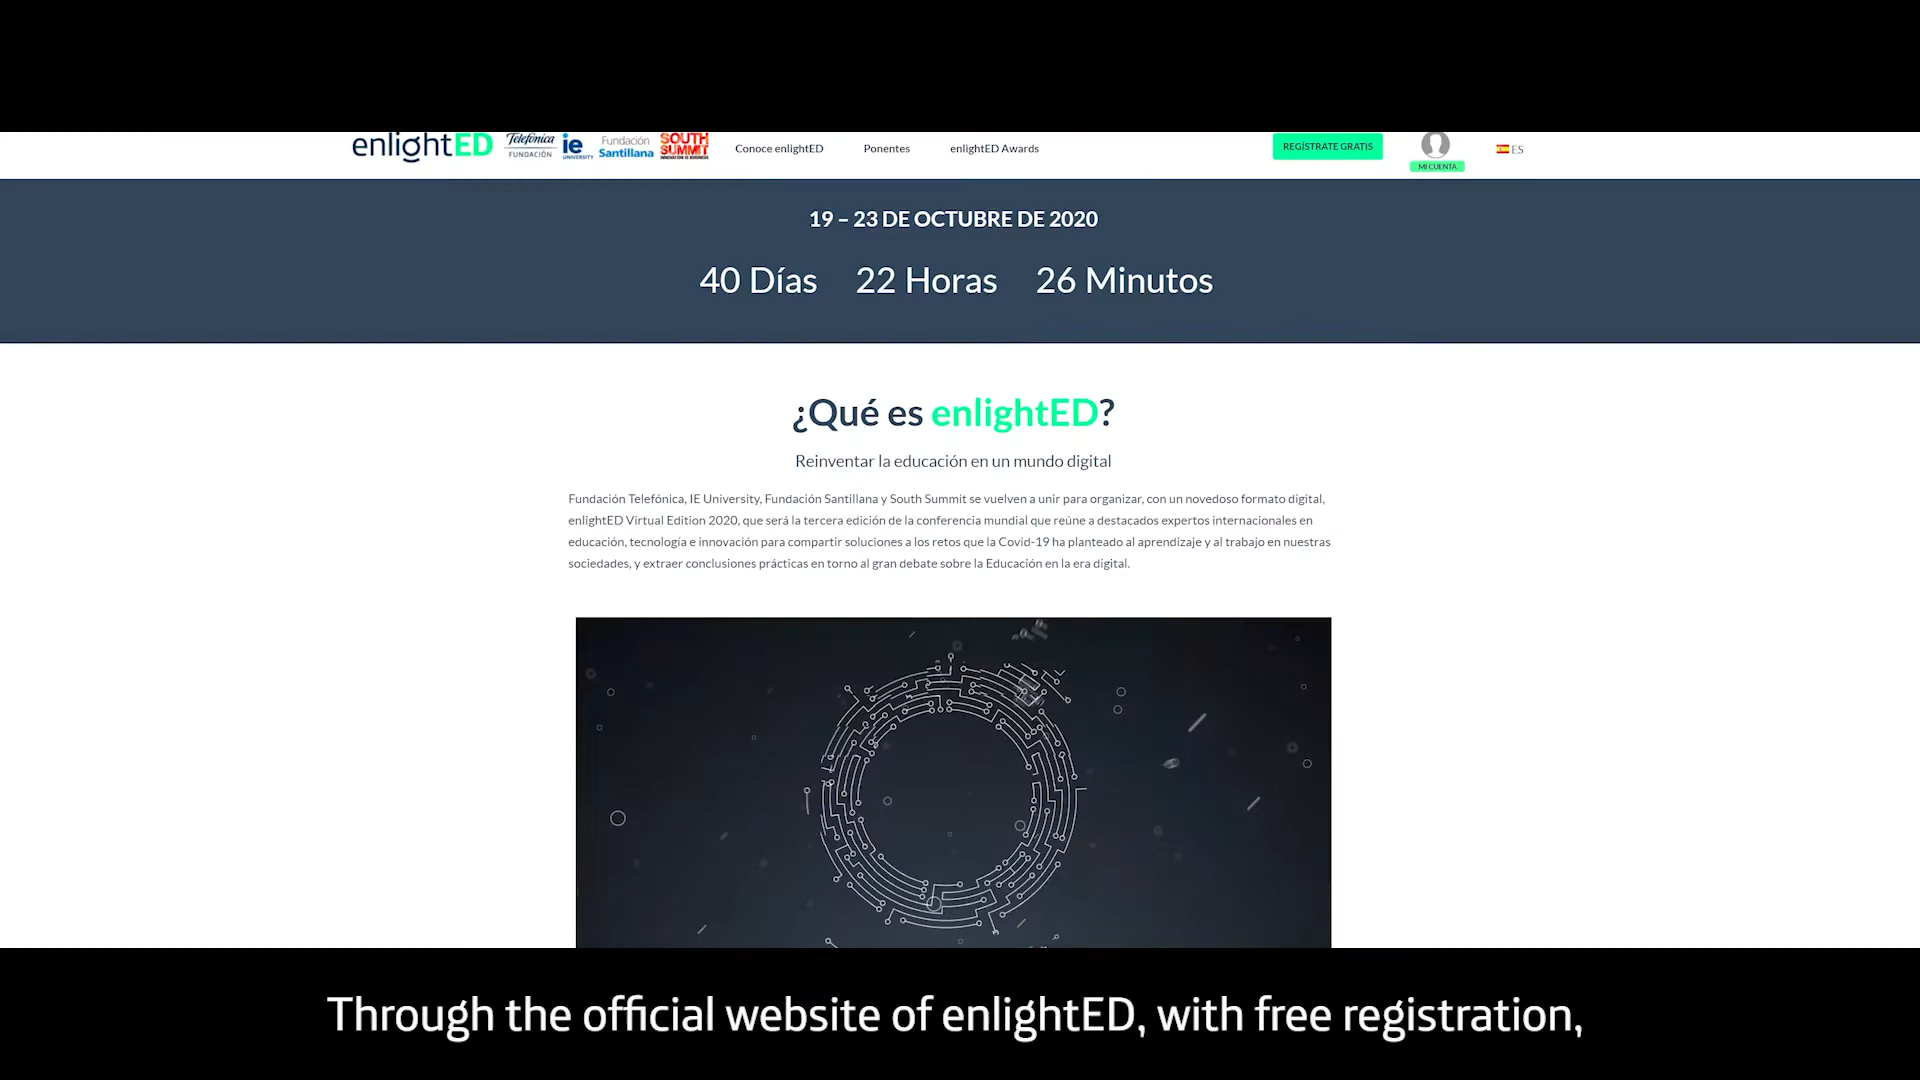 enlightED Telefónica FUNDACIÓN ie UNIVERSITY Fundación Santillana SOUTH SUMMIT INNOVATION IS BUSINESS Conoce enlightED Ponentes enlightED Awards REGÍSTRATE GRATIS MI CUENTA ES
19 – 23 DE OCTUBRE DE 2020
40 Días 22 Horas 26 Minutos
¿Qué es enlightED?
Reinventar la educación en un mundo digital
Fundación Telefónica, IE University, Fundación Santillana y South Summit se vuelven a unir para organizar, con un novedoso formato digital,
enlightED Virtual Edition 2020, que será la tercera edición de la conferencia mundial que reúne a destacados expertos internacionales en
educación, tecnología e innovación para compartir soluciones a los retos que la Covid-19 ha planteado al aprendizaje y al trabajo en nuestras
sociedades, y extraer conclusiones prácticas en torno al gran debate sobre la Educación en la era digital.
Through the official website of enlightED, with free registration,